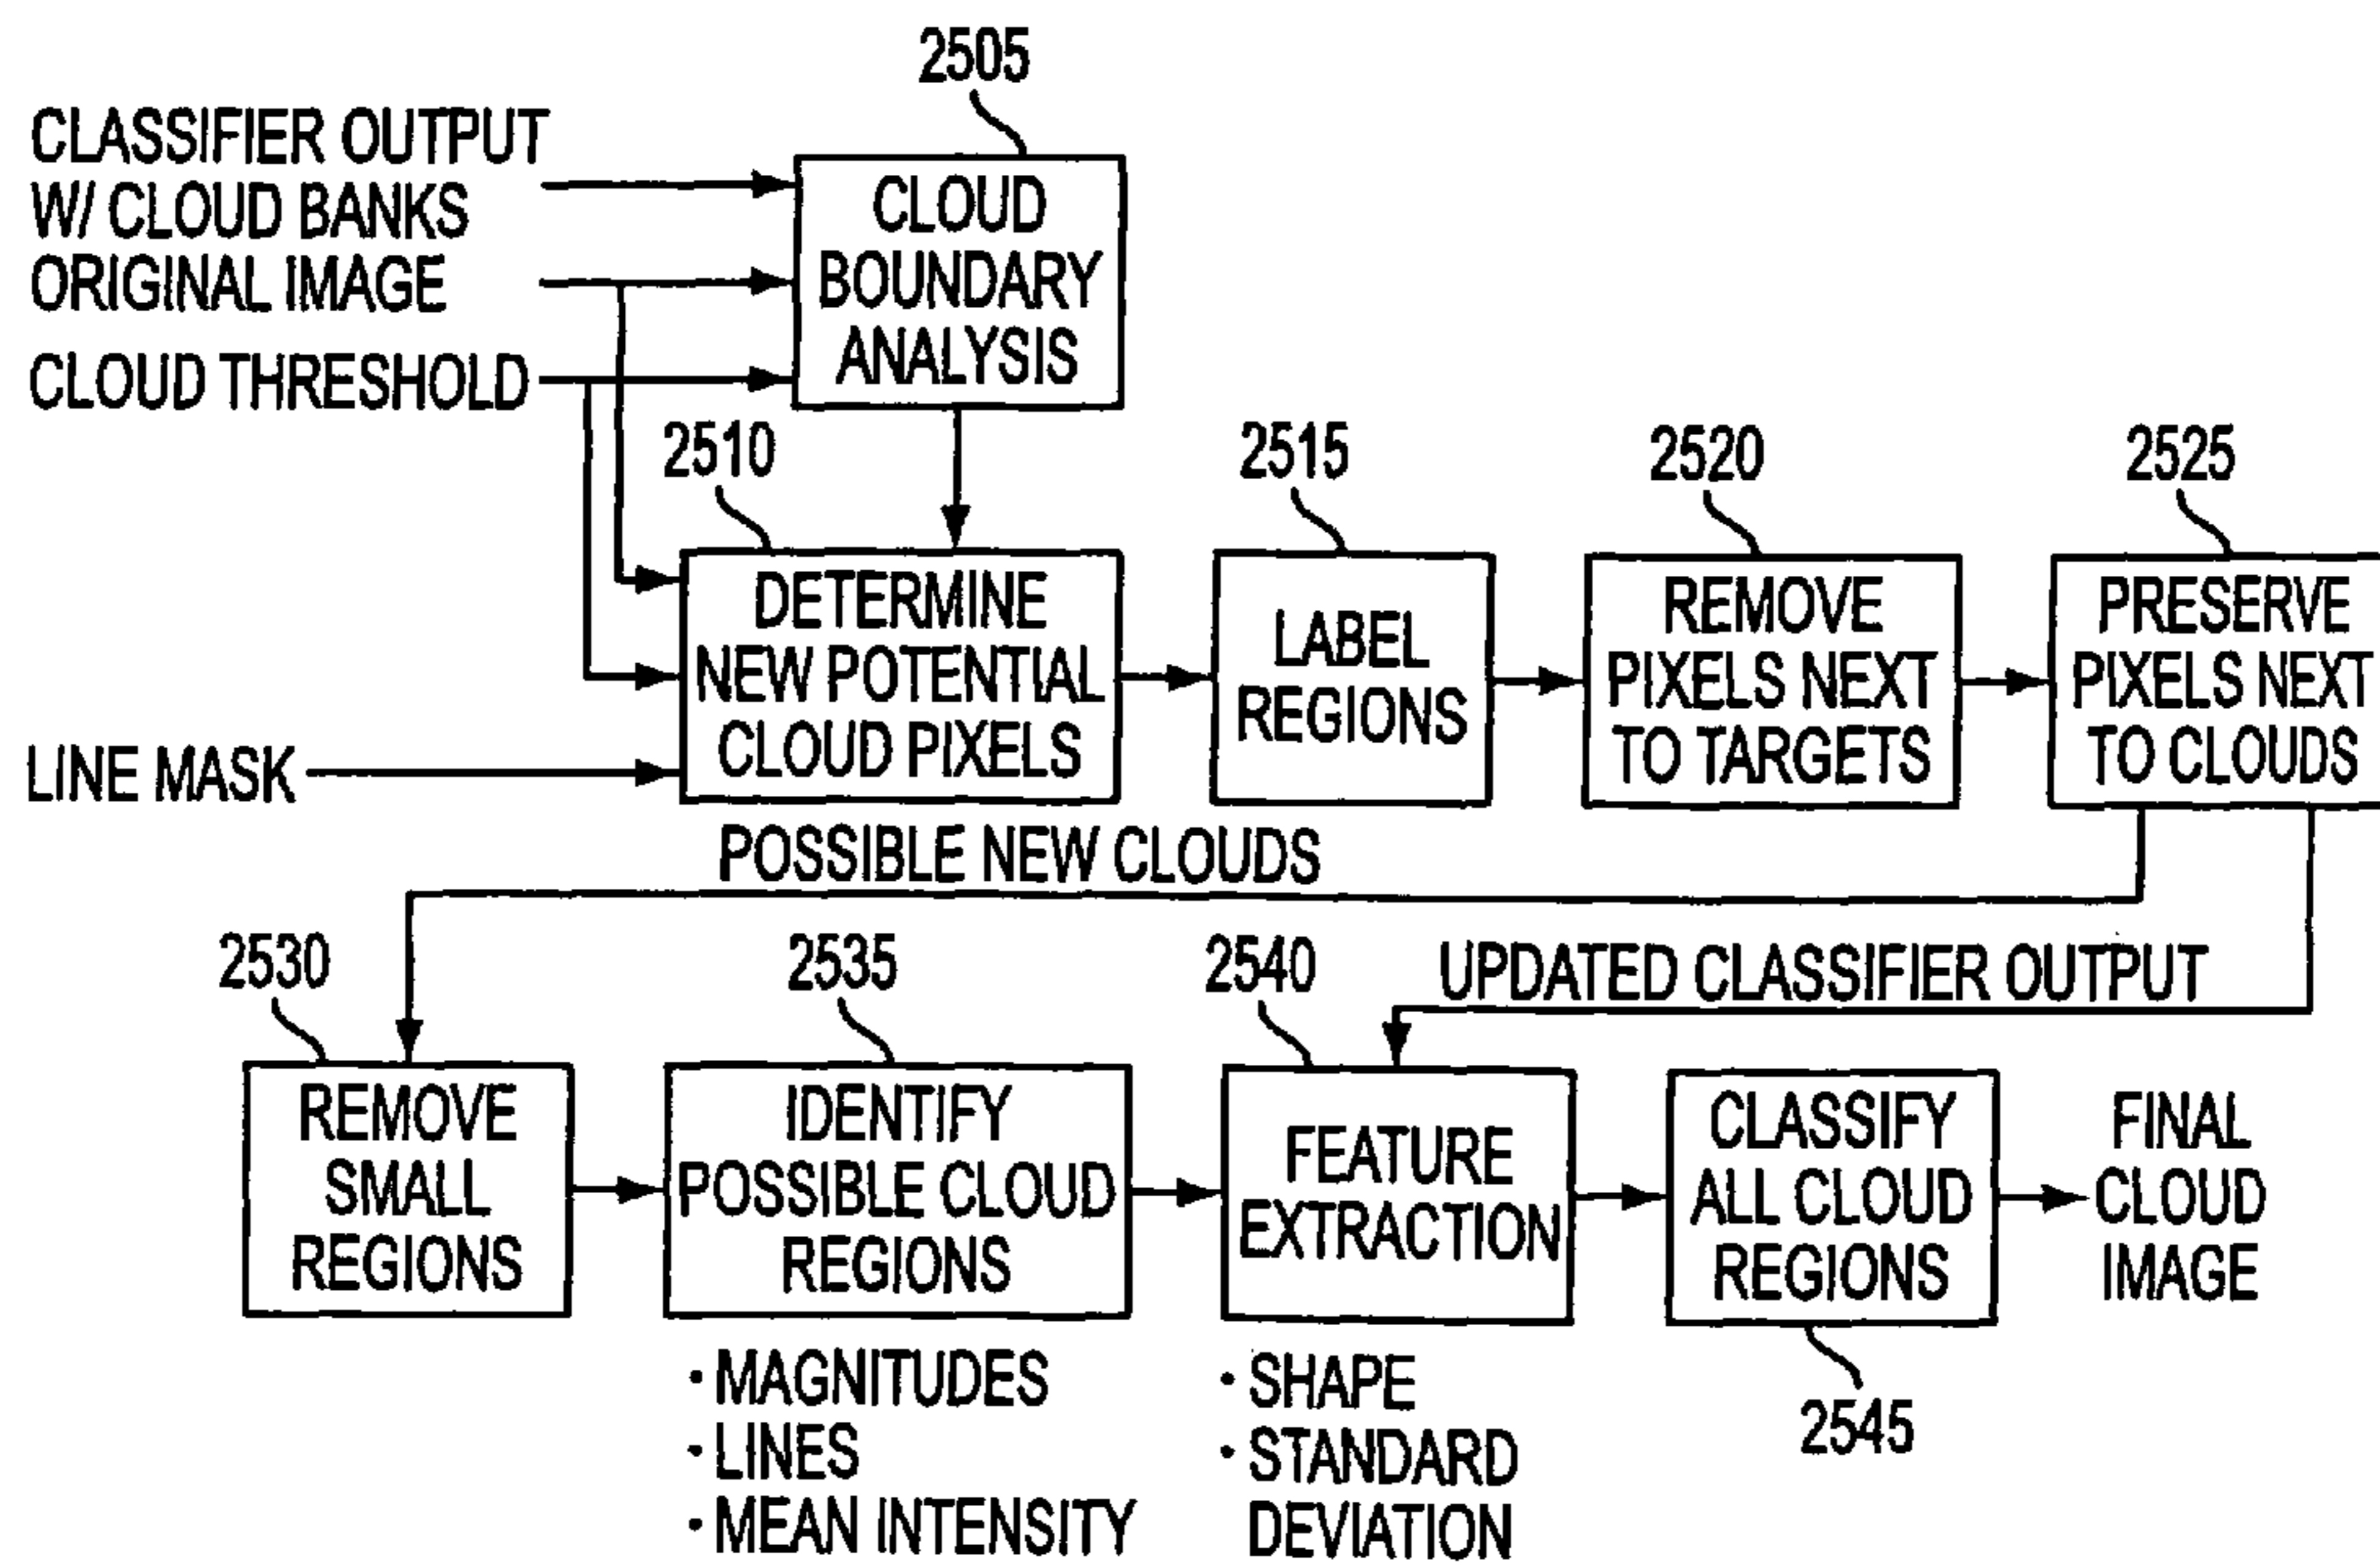 2505
CLASSIFIER OUTPUT
W/ CLOUD BANKS
ORIGINAL IMAGE
CLOUD THRESHOLD
CLOUD
BOUNDARY
ANALYSIS
2510
2515
2520
2525
LINE MASK
DETERMINE
NEW POTENTIAL
CLOUD PIXELS
LABEL
REGIONS
REMOVE
PIXELS NEXT
TO TARGETS
PRESERVE
PIXELS NEXT
TO CLOUDS
POSSIBLE NEW CLOUDS
UPDATED CLASSIFIER OUTPUT
2530
2535
2540
REMOVE
SMALL
REGIONS
IDENTIFY
POSSIBLE CLOUD
REGIONS
• MAGNITUDES
• LINES
• MEAN INTENSITY
FEATURE
EXTRACTION
• SHAPE
• STANDARD
DEVIATION
CLASSIFY
ALL CLOUD
REGIONS
2545
FINAL
CLOUD
IMAGE